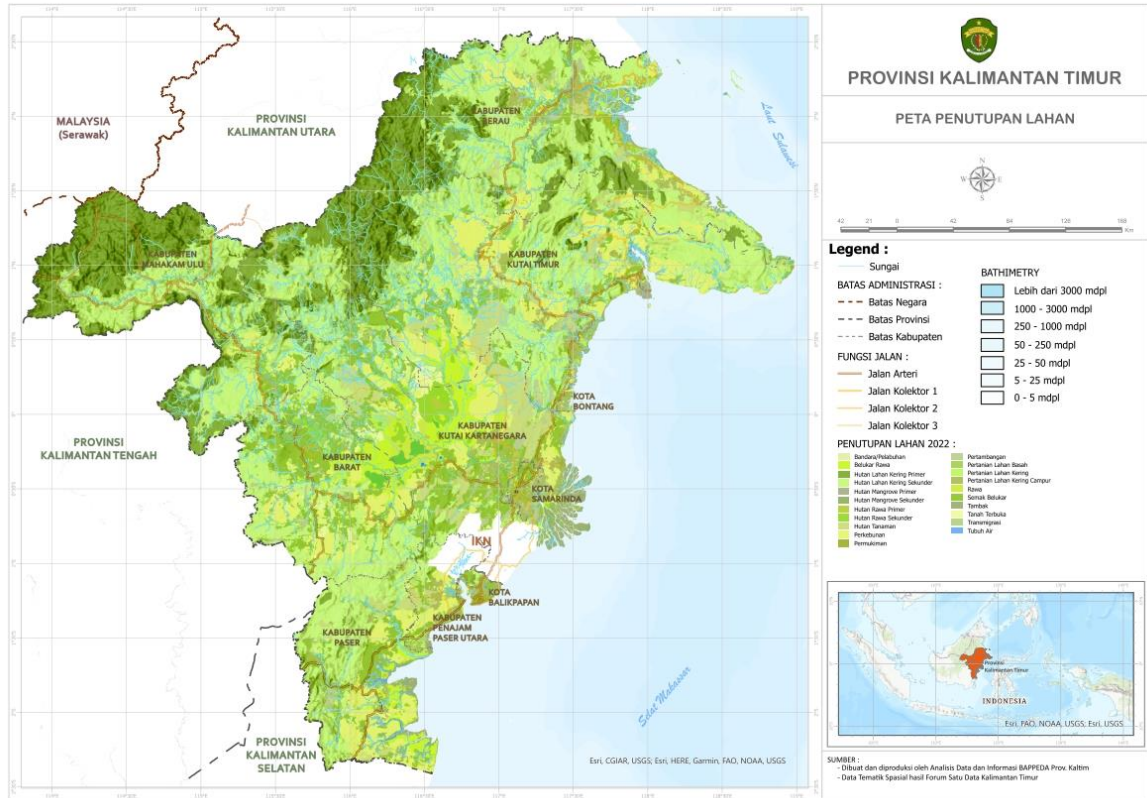 PROVINSI KALIMANTAN TIMUR
PETA PENUTUPAN LAHAN
N
W
E
S
42 21 0 42 84 126 168
Km
Legend :
Sungai
BATAS ADMINISTRASI :
Batas Negara
Batas Provinsi
Batas Kabupaten
FUNGSI JALAN :
Jalan Arteri
Jalan Kolektor 1
Jalan Kolektor 2
Jalan Kolektor 3
BATHIMETRY
Lebih dari 3000 mdpl
1000 - 3000 mdpl
250 - 1000 mdpl
50 - 250 mdpl
25 - 50 mdpl
5 - 25 mdpl
0 - 5 mdpl
PENUTUPAN LAHAN 2022 :
Bandara/Pelabuhan
Belukar Rawa
Hutan Lahan Kering Primer
Hutan Lahan Kering Sekunder
Hutan Mangrove Primer
Hutan Mangrove Sekunder
Hutan Rawa Primer
Hutan Rawa Sekunder
Hutan Tanaman
Perkebunan
Permukiman
Pertambangan
Pertanian Lahan Basah
Pertanian Lahan Kering
Pertanian Lahan Kering Campur
Rawa
Semak Belukar
Tambak
Tanah Terbuka
Transmigrasi
Tubuh Air
MALAYSIA
(Serawak)
PROVINSI
KALIMANTAN UTARA
KABUPATEN
BERAU
Laut Sulawesi
KABUPATEN
MAHAKAM ULU
KABUPATEN
KUTAI TIMUR
KOTA
BONTANG
PROVINSI
KALIMANTAN TENGAH
KABUPATEN
KUTAI KARTANEGARA
KABUPATEN
BARAT
KOTA
SAMARINDA
IKN
KOTA
BALIKPAPAN
KABUPATEN
PENAJAM
PASER UTARA
KABUPATEN
PASER
Selat Makassar
PROVINSI
KALIMANTAN
SELATAN
Esri, CGIAR, USGS; Esri, HERE, Garmin, FAO, NOAA, USGS
Provinsi
Kalimantan Timur
INDONESIA
Esri, FAO, NOAA, USGS; Esri, USGS
SUMBER :
- Dibuat dan diproduksi oleh Analisis Data dan Informasi BAPPEDA Prov. Kaltim
- Data Tematik Spasial hasil Forum Satu Data Kalimantan Timur